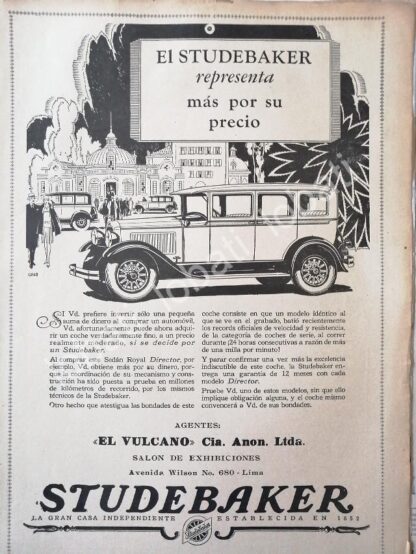 El STUDEBAKER
representa
más por su
precio
SI Vd. prefiere invertir sólo una pequeña
suma de dinero al comprar un automóvil,
Vd. afortunadamente puede ahora adqui-
rir un coche verdaderamente fino, a un precio
realmente moderado, si se decide por
un Studebaker.
Al comprar este Sedán Royal Director, por
ejemplo, Vd. obtiene más por su dinero, por-
que la coordinación de su mecanismo y cons-
trucción ha sido puesta a prueba en millones
de kilómetros de recorrido, por los mismos
técnicos de la Studebaker.
Otro hecho que atestigua las bondades de este
coche consiste en que un modelo idéntico al
que se ve en el grabado, batió recientemente
los records oficiales de velocidad y resistencia,
de la categoría de coches de serie, al correr
durante (24 horas consecutivas a razón de más
de una milla por minuto!
Y para confirmar una vez más la excelencia
indiscutible de este coche, la Studebaker en-
trega una garantía de 12 meses con cada
modelo Director.
Pruebe Vd. uno de estos modelos, sin que ello
implique obligación alguna, y el coche mismo
convencerá a Vd. de sus bondades.
AGENTES:
«EL VULCANO» Cia. Anon. Ltda.
SALON DE EXHIBICIONES
Avenida Wilson No. 680 - Lima
STUDEBAKER
LA GRAN CASA INDEPENDIENTE ESTABLECIDA EN 1852
Studebaker